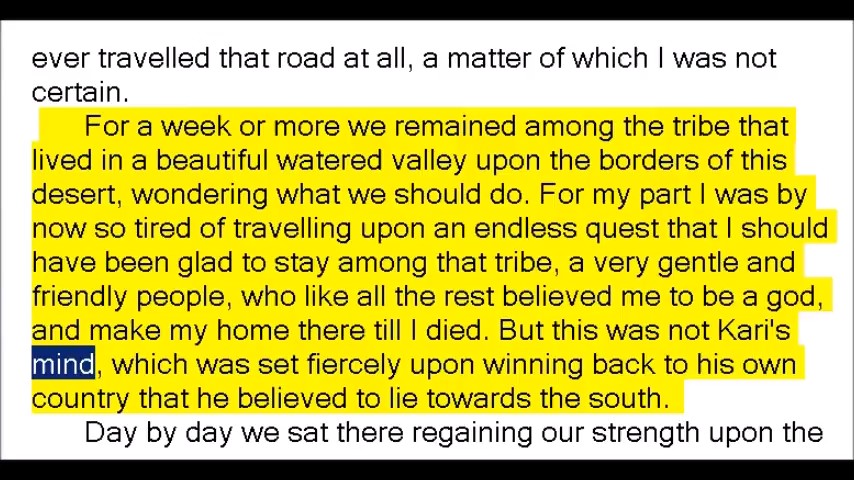 ever travelled that road at all, a matter of which I was not
certain.
For a week or more we remained among the tribe that
lived in a beautiful watered valley upon the borders of this
desert, wondering what we should do. For my part I was by
now so tired of travelling upon an endless quest that I should
have been glad to stay among that tribe, a very gentle and
friendly people, who like all the rest believed me to be a god,
and make my home there till I died. But this was not Kari's
mind, which was set fiercely upon winning back to his own
country that he believed to lie towards the south.
Day by day we sat there regaining our strength upon the